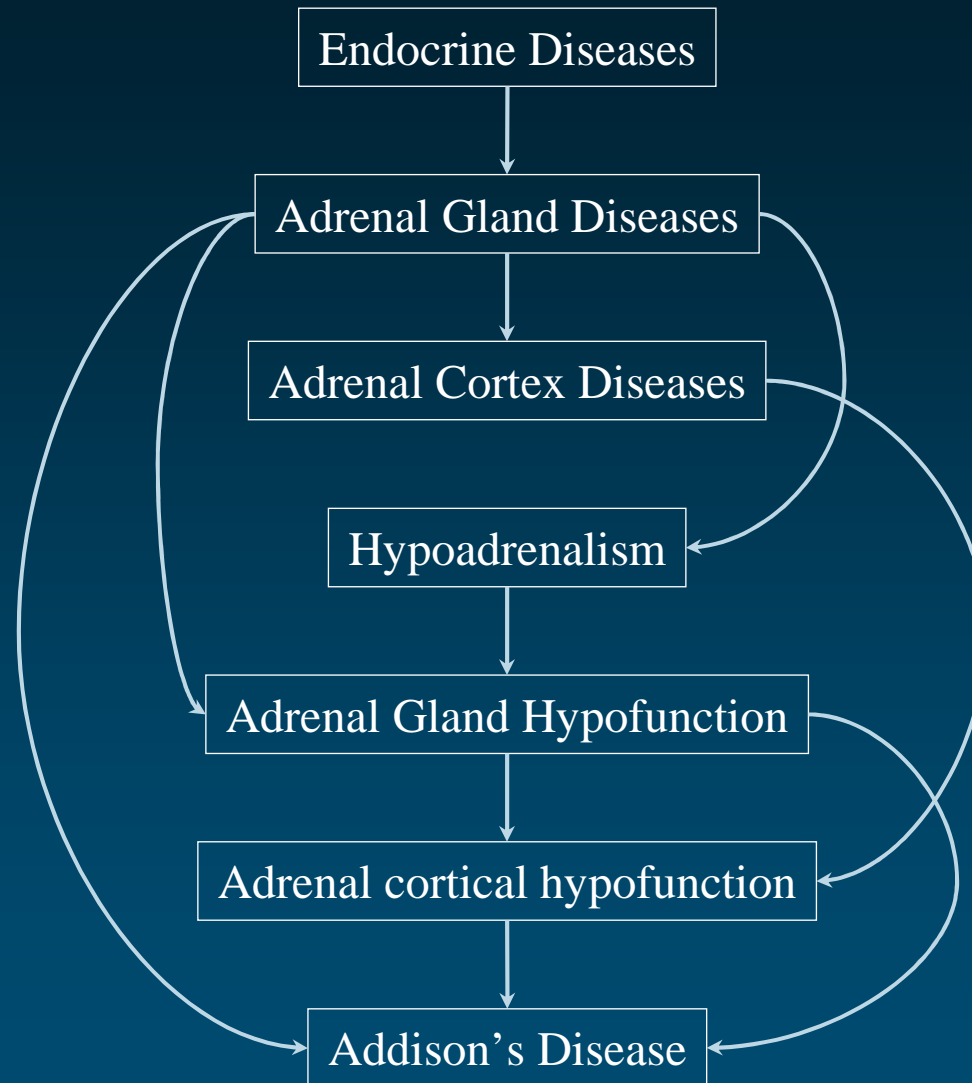 Endocrine Diseases
Adrenal Gland Diseases
Adrenal Cortex Diseases
Hypoadrenalism
Adrenal Gland Hypofunction
Adrenal cortical hypofunction
Addison’s Disease